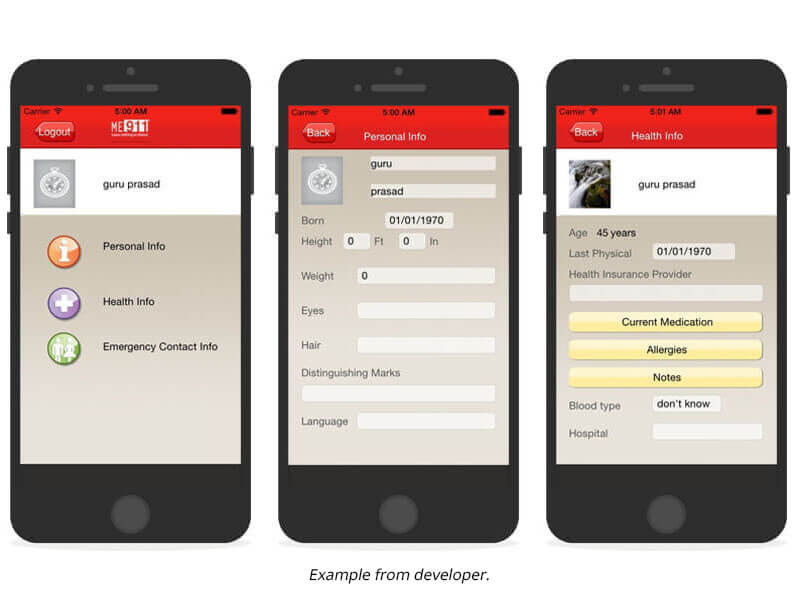 Carrier 5:00 AM
Logout ME911
guru prasad
Personal Info
Health Info
Emergency Contact Info
Carrier 5:00 AM
Back Personal Info
guru
prasad
Born 01/01/1970
Height 0 Ft 0 In
Weight 0
Eyes
Hair
Distinguishing Marks
Language
Carrier 5:01 AM
Back Health Info
guru prasad
Age 45 years
Last Physical 01/01/1970
Health Insurance Provider
Current Medication
Allergies
Notes
Blood type don't know
Hospital
Example from developer.